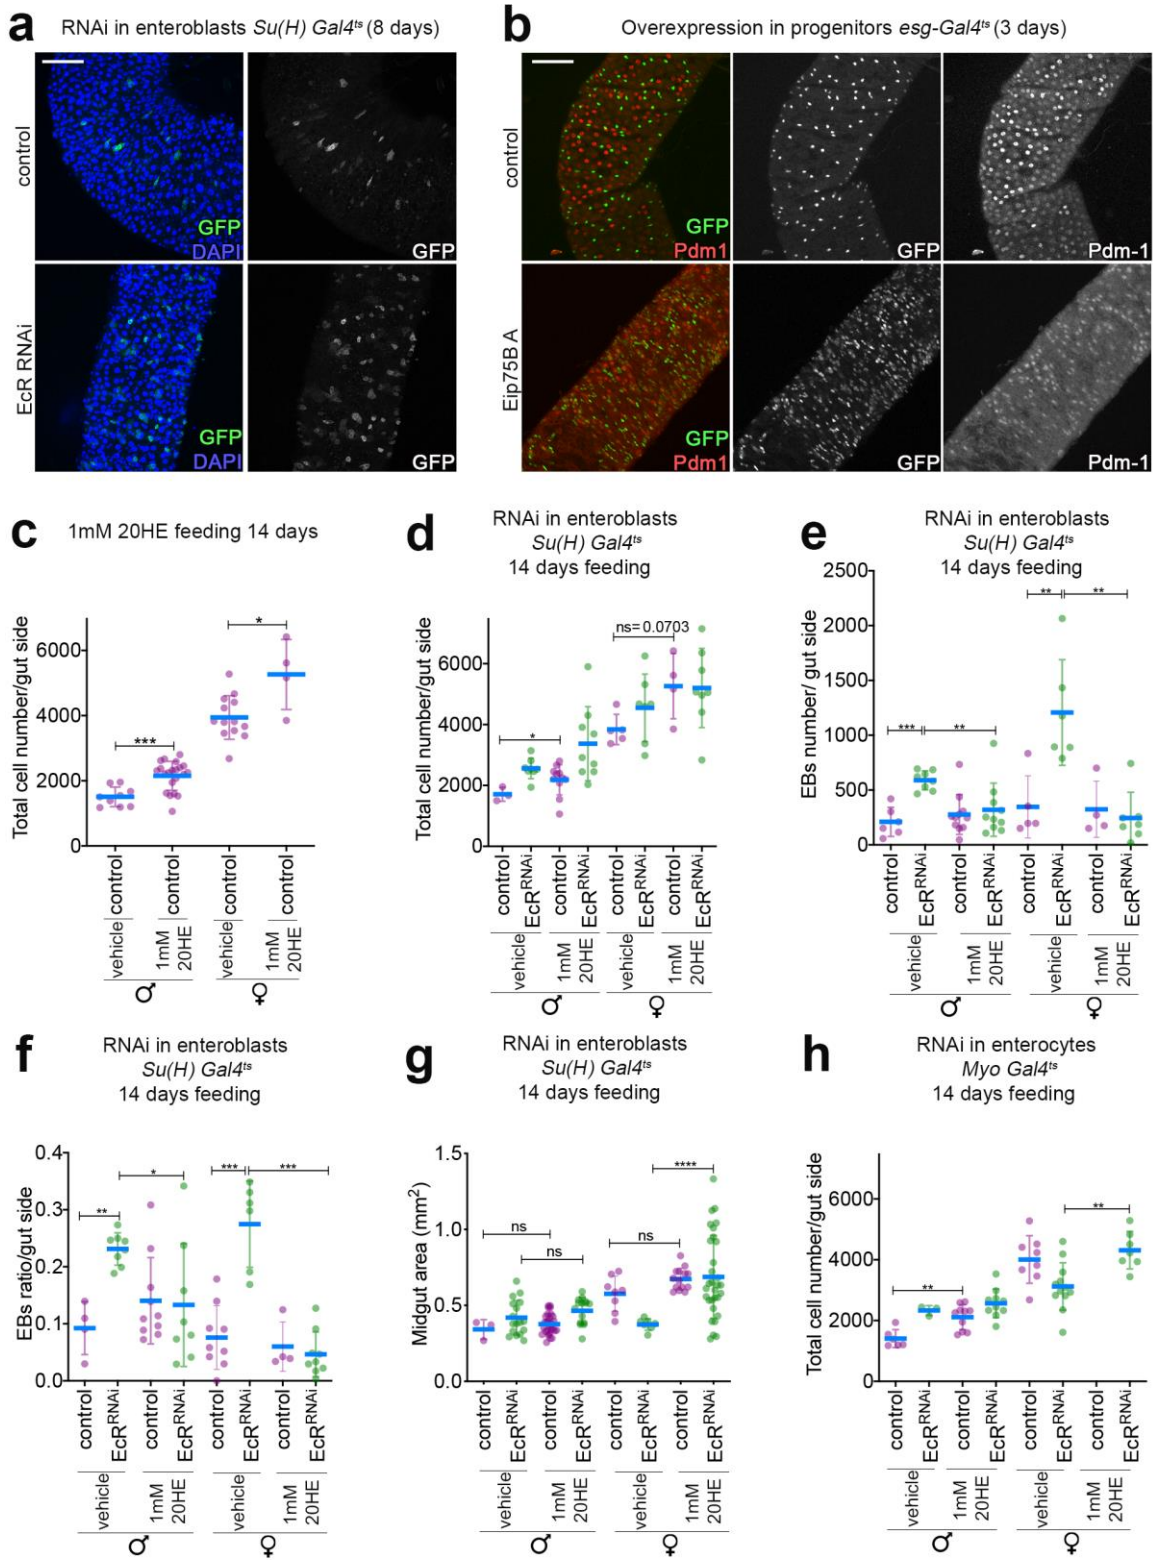 a
RNAi in enteroblasts Su(H) Gal4ts (8 days)
control
GFP
DAPI
GFP
EcR RNAi
GFP
DAPI
GFP
b
Overexpression in progenitors esg-Gal4ts (3 days)
control
GFP
Pdm1
GFP
Pdm-1
Eip75B A
GFP
Pdm1
GFP
Pdm-1
c
1mM 20HE feeding 14 days
Total cell number/gut side
6000
4000
2000
0
***
*
control
control
control
control
vehicle
1mM
20HE
vehicle
1mM
20HE
♂
♀
d
RNAi in enteroblasts
Su(H) Gal4ts
14 days feeding
Total cell number/gut side
6000
4000
2000
0
*
ns= 0.0703
control
EcRRNAi
control
EcRRNAi
control
EcRRNAi
control
EcRRNAi
vehicle
1mM
20HE
vehicle
1mM
20HE
♂
♀
e
RNAi in enteroblasts
Su(H) Gal4ts
14 days feeding
EBs number/ gut side
2500
2000
1500
1000
500
0
***
**
**
**
control
EcRRNAi
control
EcRRNAi
control
EcRRNAi
control
EcRRNAi
vehicle
1mM
20HE
vehicle
1mM
20HE
♂
♀
f
RNAi in enteroblasts
Su(H) Gal4ts
14 days feeding
EBs ratio/gut side
0.4
0.3
0.2
0.1
0.0
**
*
***
***
control
EcRRNAi
control
EcRRNAi
control
EcRRNAi
control
EcRRNAi
vehicle
1mM
20HE
vehicle
1mM
20HE
♂
♀
g
RNAi in enteroblasts
Su(H) Gal4ts
14 days feeding
Midgut area (mm²)
1.5
1.0
0.5
0.0
ns
ns
ns
****
control
EcRRNAi
control
EcRRNAi
control
EcRRNAi
control
EcRRNAi
vehicle
1mM
20HE
vehicle
1mM
20HE
♂
♀
h
RNAi in enterocytes
Myo Gal4ts
14 days feeding
Total cell number/gut side
6000
4000
2000
0
**
**
control
EcRRNAi
control
EcRRNAi
control
EcRRNAi
control
EcRRNAi
vehicle
1mM
20HE
vehicle
1mM
20HE
♂
♀